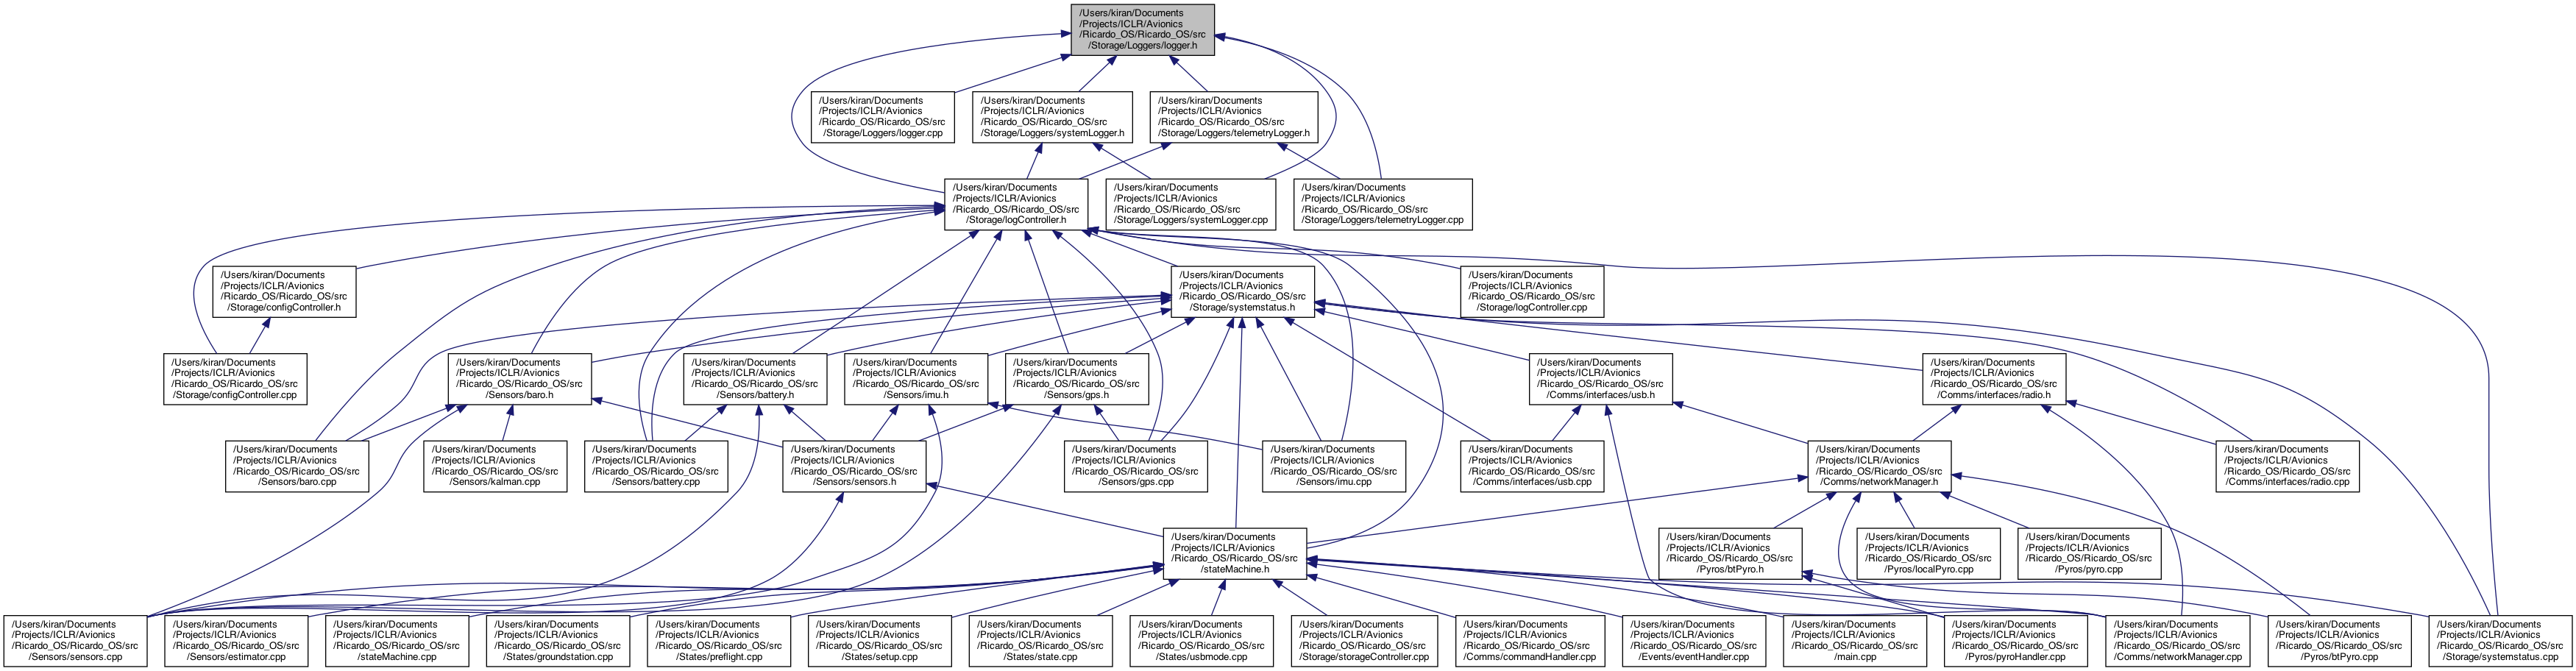 /Users/kiran/Documents
/Projects/ICLR/Avionics
/Ricardo_OS/Ricardo_OS/src
/Storage/Loggers/logger.h
/Users/kiran/Documents
/Projects/ICLR/Avionics
/Ricardo_OS/Ricardo_OS/src
/Storage/Loggers/logger.cpp
/Users/kiran/Documents
/Projects/ICLR/Avionics
/Ricardo_OS/Ricardo_OS/src
/Storage/Loggers/systemLogger.h
/Users/kiran/Documents
/Projects/ICLR/Avionics
/Ricardo_OS/Ricardo_OS/src
/Storage/Loggers/telemetryLogger.h
/Users/kiran/Documents
/Projects/ICLR/Avionics
/Ricardo_OS/Ricardo_OS/src
/Storage/logController.h
/Users/kiran/Documents
/Projects/ICLR/Avionics
/Ricardo_OS/Ricardo_OS/src
/Storage/Loggers/systemLogger.cpp
/Users/kiran/Documents
/Projects/ICLR/Avionics
/Ricardo_OS/Ricardo_OS/src
/Storage/Loggers/telemetryLogger.cpp
/Users/kiran/Documents
/Projects/ICLR/Avionics
/Ricardo_OS/Ricardo_OS/src
/Storage/configController.h
/Users/kiran/Documents
/Projects/ICLR/Avionics
/Ricardo_OS/Ricardo_OS/src
/Storage/systemstatus.h
/Users/kiran/Documents
/Projects/ICLR/Avionics
/Ricardo_OS/Ricardo_OS/src
/Storage/logController.cpp
/Users/kiran/Documents
/Projects/ICLR/Avionics
/Ricardo_OS/Ricardo_OS/src
/Storage/configController.cpp
/Users/kiran/Documents
/Projects/ICLR/Avionics
/Ricardo_OS/Ricardo_OS/src
/Sensors/baro.h
/Users/kiran/Documents
/Projects/ICLR/Avionics
/Ricardo_OS/Ricardo_OS/src
/Sensors/battery.h
/Users/kiran/Documents
/Projects/ICLR/Avionics
/Ricardo_OS/Ricardo_OS/src
/Sensors/imu.h
/Users/kiran/Documents
/Projects/ICLR/Avionics
/Ricardo_OS/Ricardo_OS/src
/Sensors/gps.h
/Users/kiran/Documents
/Projects/ICLR/Avionics
/Ricardo_OS/Ricardo_OS/src
/Comms/interfaces/usb.h
/Users/kiran/Documents
/Projects/ICLR/Avionics
/Ricardo_OS/Ricardo_OS/src
/Comms/interfaces/radio.h
/Users/kiran/Documents
/Projects/ICLR/Avionics
/Ricardo_OS/Ricardo_OS/src
/Sensors/baro.cpp
/Users/kiran/Documents
/Projects/ICLR/Avionics
/Ricardo_OS/Ricardo_OS/src
/Sensors/kalman.cpp
/Users/kiran/Documents
/Projects/ICLR/Avionics
/Ricardo_OS/Ricardo_OS/src
/Sensors/battery.cpp
/Users/kiran/Documents
/Projects/ICLR/Avionics
/Ricardo_OS/Ricardo_OS/src
/Sensors/sensors.h
/Users/kiran/Documents
/Projects/ICLR/Avionics
/Ricardo_OS/Ricardo_OS/src
/Sensors/gps.cpp
/Users/kiran/Documents
/Projects/ICLR/Avionics
/Ricardo_OS/Ricardo_OS/src
/Sensors/imu.cpp
/Users/kiran/Documents
/Projects/ICLR/Avionics
/Ricardo_OS/Ricardo_OS/src
/Comms/interfaces/usb.cpp
/Users/kiran/Documents
/Projects/ICLR/Avionics
/Ricardo_OS/Ricardo_OS/src
/Comms/networkManager.h
/Users/kiran/Documents
/Projects/ICLR/Avionics
/Ricardo_OS/Ricardo_OS/src
/Comms/interfaces/radio.cpp
/Users/kiran/Documents
/Projects/ICLR/Avionics
/Ricardo_OS/Ricardo_OS/src
/stateMachine.h
/Users/kiran/Documents
/Projects/ICLR/Avionics
/Ricardo_OS/Ricardo_OS/src
/Pyros/btPyro.h
/Users/kiran/Documents
/Projects/ICLR/Avionics
/Ricardo_OS/Ricardo_OS/src
/Pyros/localPyro.cpp
/Users/kiran/Documents
/Projects/ICLR/Avionics
/Ricardo_OS/Ricardo_OS/src
/Pyros/pyro.cpp
/Users/kiran/Documents
/Projects/ICLR/Avionics
/Ricardo_OS/Ricardo_OS/src
/Sensors/sensors.cpp
/Users/kiran/Documents
/Projects/ICLR/Avionics
/Ricardo_OS/Ricardo_OS/src
/Sensors/estimator.cpp
/Users/kiran/Documents
/Projects/ICLR/Avionics
/Ricardo_OS/Ricardo_OS/src
/stateMachine.cpp
/Users/kiran/Documents
/Projects/ICLR/Avionics
/Ricardo_OS/Ricardo_OS/src
/States/groundstation.cpp
/Users/kiran/Documents
/Projects/ICLR/Avionics
/Ricardo_OS/Ricardo_OS/src
/States/preflight.cpp
/Users/kiran/Documents
/Projects/ICLR/Avionics
/Ricardo_OS/Ricardo_OS/src
/States/setup.cpp
/Users/kiran/Documents
/Projects/ICLR/Avionics
/Ricardo_OS/Ricardo_OS/src
/States/state.cpp
/Users/kiran/Documents
/Projects/ICLR/Avionics
/Ricardo_OS/Ricardo_OS/src
/States/usbmode.cpp
/Users/kiran/Documents
/Projects/ICLR/Avionics
/Ricardo_OS/Ricardo_OS/src
/Storage/storageController.cpp
/Users/kiran/Documents
/Projects/ICLR/Avionics
/Ricardo_OS/Ricardo_OS/src
/Comms/commandHandler.cpp
/Users/kiran/Documents
/Projects/ICLR/Avionics
/Ricardo_OS/Ricardo_OS/src
/Events/eventHandler.cpp
/Users/kiran/Documents
/Projects/ICLR/Avionics
/Ricardo_OS/Ricardo_OS/src
/main.cpp
/Users/kiran/Documents
/Projects/ICLR/Avionics
/Ricardo_OS/Ricardo_OS/src
/Pyros/pyroHandler.cpp
/Users/kiran/Documents
/Projects/ICLR/Avionics
/Ricardo_OS/Ricardo_OS/src
/Comms/networkManager.cpp
/Users/kiran/Documents
/Projects/ICLR/Avionics
/Ricardo_OS/Ricardo_OS/src
/Pyros/btPyro.cpp
/Users/kiran/Documents
/Projects/ICLR/Avionics
/Ricardo_OS/Ricardo_OS/src
/Storage/systemstatus.cpp